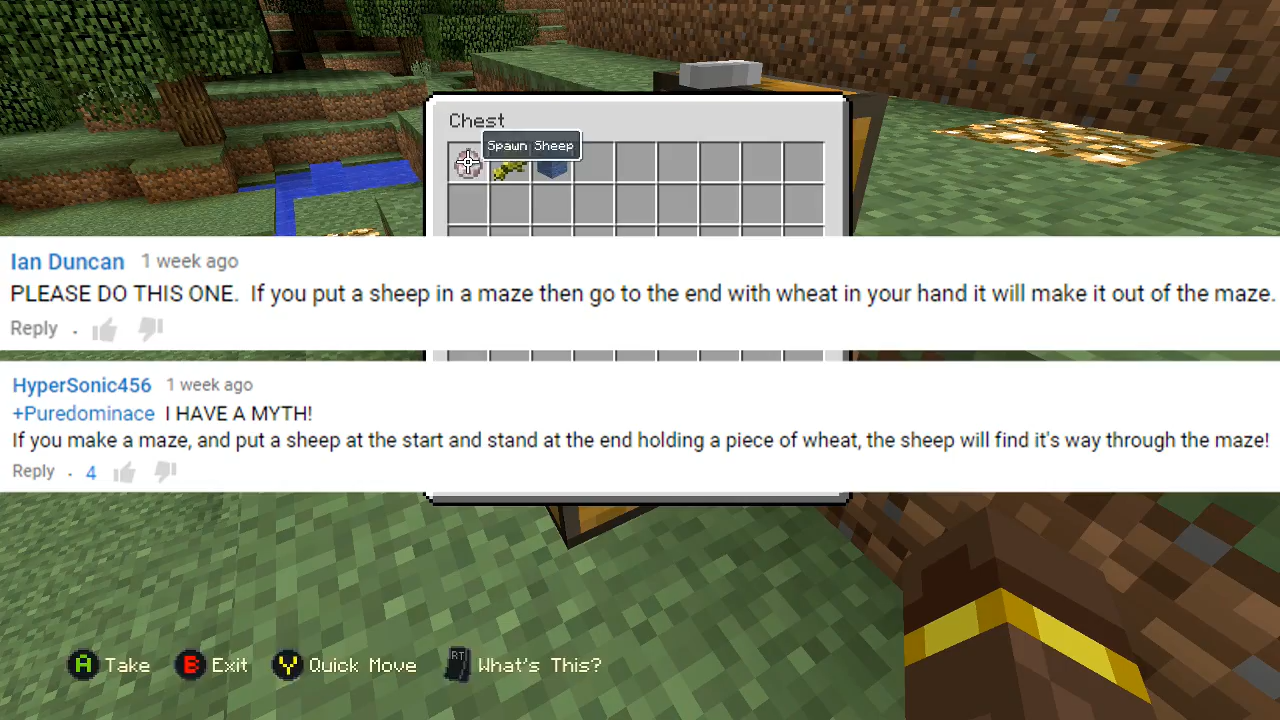 Chest
Spawn Sheep
Ian Duncan 1 week ago
PLEASE DO THIS ONE. If you put a sheep in a maze then go to the end with wheat in your hand it will make it out of the maze.
Reply .
HyperSonic456 1 week ago
+Puredominace I HAVE A MYTH!
If you make a maze, and put a sheep at the start and stand at the end holding a piece of wheat, the sheep will find it's way through the maze!
Reply . 4
A Take B Exit Y Quick Move RT What's This?